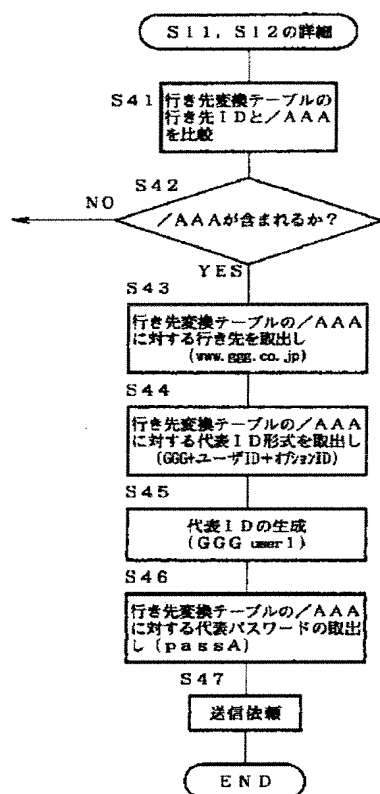 S11，S12の詳細
S41
行き先変換テーブルの
行き先IDと／AAA
を比較
S42
NO
／AAAが含まれるか？
YES
S43
行き先変換テーブルの／AAA
に対する行き先を取出し
(www.ggg.co.jp)
S44
行き先変換テーブルの／AAA
に対する代表ID形式を取出し
(GGG+ユーザID+オプションID)
S45
代表IDの生成
(GGG user1)
S46
行き先変換テーブルの／AAA
に対する代表パスワードの取出
し(passA)
S47
送信依頼
END